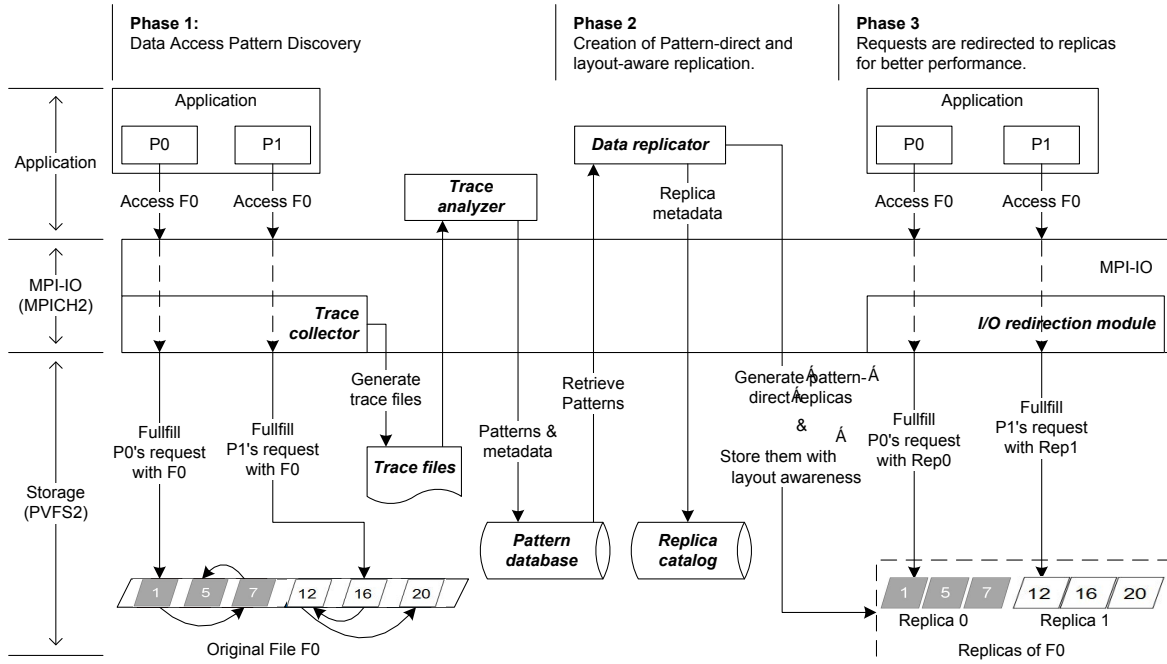 Phase 1:
Data Access Pattern Discovery
Phase 2
Creation of Pattern-direct and
layout-aware replication.
Phase 3
Requests are redirected to replicas
for better performance.
Application
MPI-IO
(MPICH2)
Storage
(PVFS2)
Application
P0
P1
Access F0
Access F0
Trace
collector
Generate
trace files
Trace files
Trace
analyzer
Patterns &
metadata
Pattern
database
Fullfill
P0's request
with F0
Fullfill
P1's request
with F0
1
5
7
12
16
20
Original File F0
Data replicator
Retrieve
Patterns
Replica
metadata
Replica
catalog
Generate pattern-Á
Á
direct replicas
Á
&
Á
Store them with
layout awareness
Application
P0
P1
Access F0
Access F0
MPI-IO
I/O redirection module
Fullfill
P0's request
with Rep0
Fullfill
P1's request
with Rep1
1
5
7
12
16
20
Replica 0
Replica 1
Replicas of F0